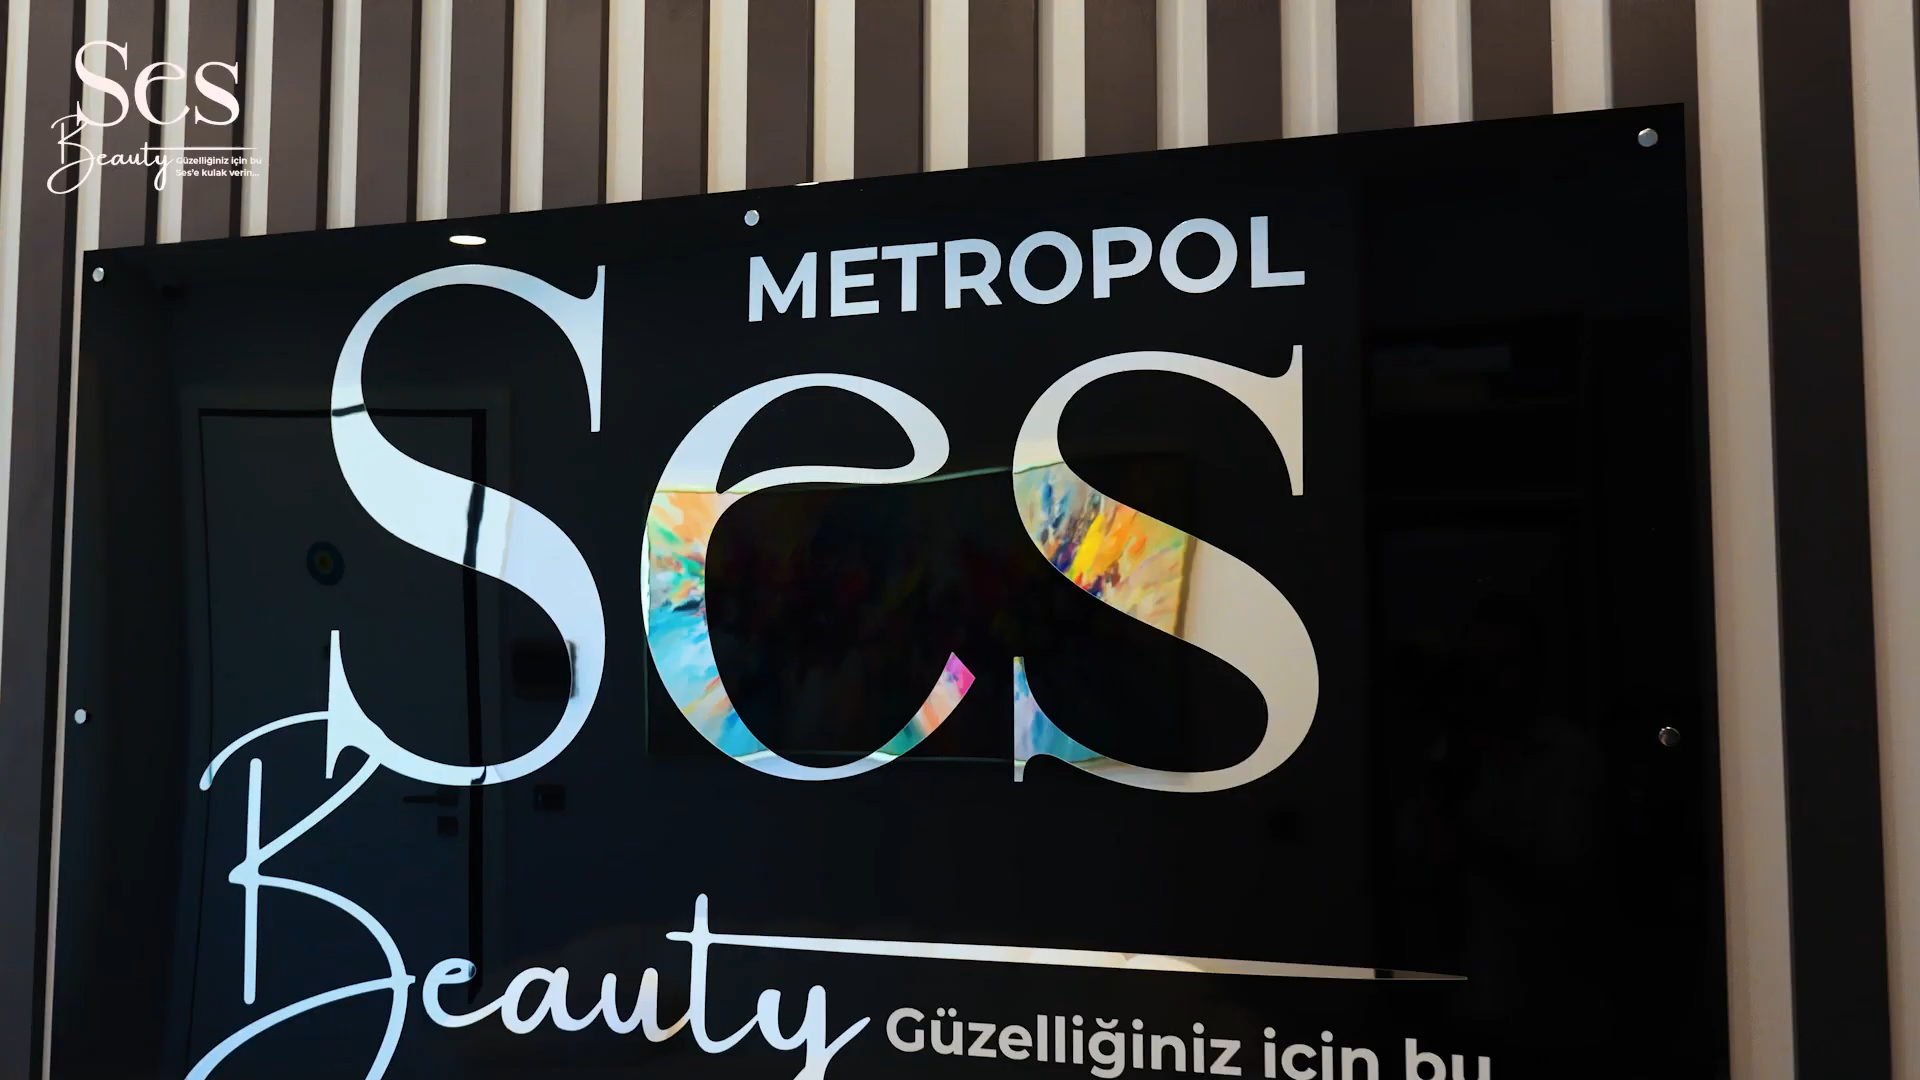 Ses
Beauty
Güzelliğiniz için bu
Ses'e kulak verin...
METROPOL
Ses
Beauty
Güzelliğiniz için bu